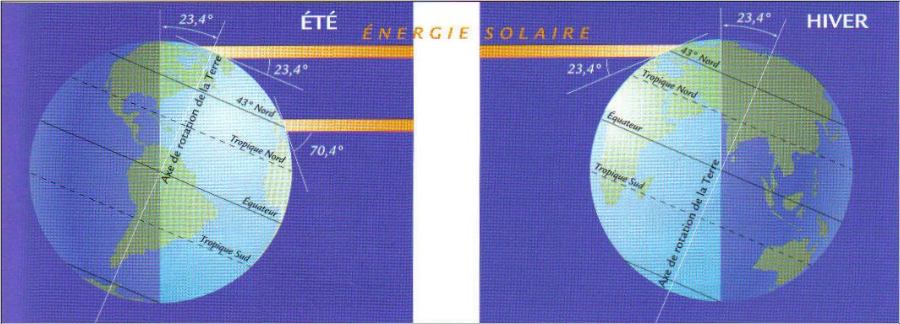 ÉTÉ
ÉNERGIE SOLAIRE
HIVER
23,4°
23,4°
43° Nord
70,4°
Tropique Nord
Équateur
Tropique Sud
Axe de rotation de la Terre
23,4°
23,4°
43° Nord
Tropique Nord
Équateur
Tropique Sud
Axe de rotation de la Terre